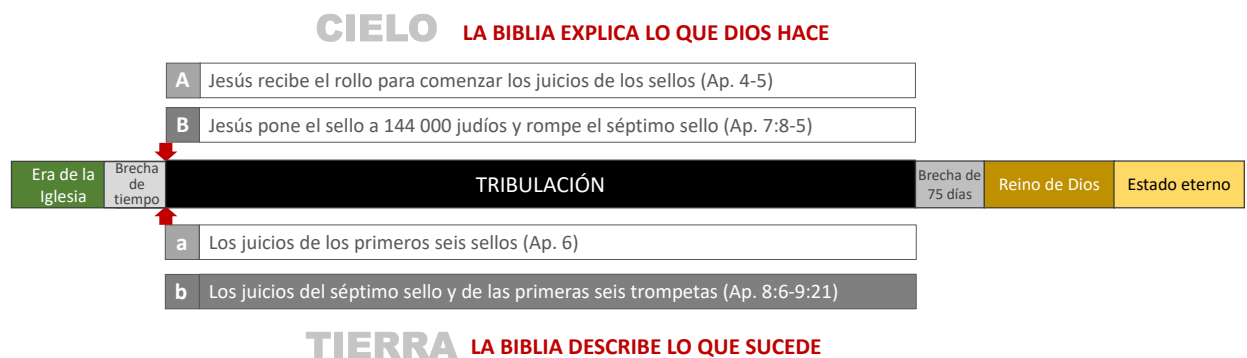 CIELO LA BIBLIA EXPLICA LO QUE DIOS HACE
A Jesús recibe el rollo para comenzar los juicios de los sellos (Ap. 4-5)
B Jesús pone el sello a 144 000 judíos y rompe el séptimo sello (Ap. 7:8-5)
Era de la
Iglesia
Brecha
de
tiempo
TRIBULACIÓN
Brecha de
75 días
Reino de Dios
Estado eterno
a Los juicios de los primeros seis sellos (Ap. 6)
b Los juicios del séptimo sello y de las primeras seis trompetas (Ap. 8:6-9:21)
TIERRA LA BIBLIA DESCRIBE LO QUE SUCEDE